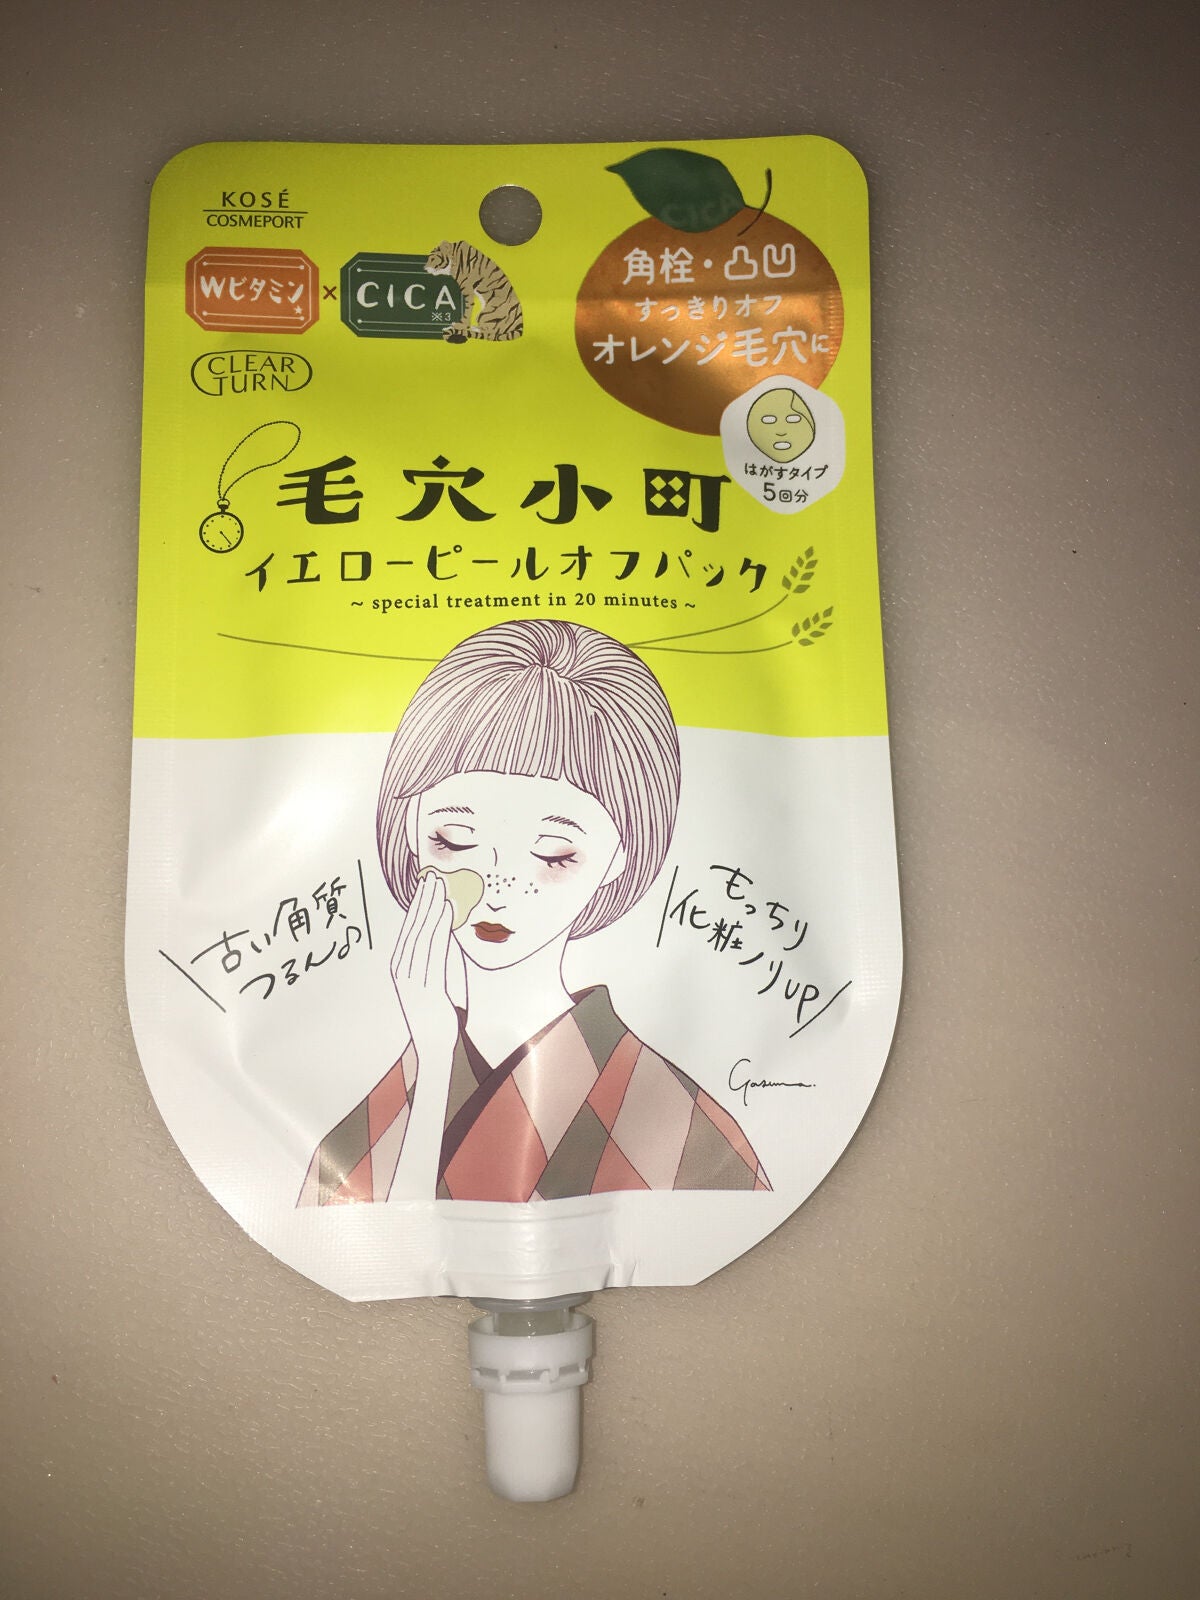 KOSÉ
COSMEPORT
Wビタミン
×
CICA
※3
CLEAR
TURN
CICA
角栓・凸凹
すっきりオフ
オレンジ毛穴に
はがすタイプ
5回分
毛穴小町
イエローピールオフパック
~ special treatment in 20 minutes ~
古い角質
つるん♪
もっちり
化粧ノリUP